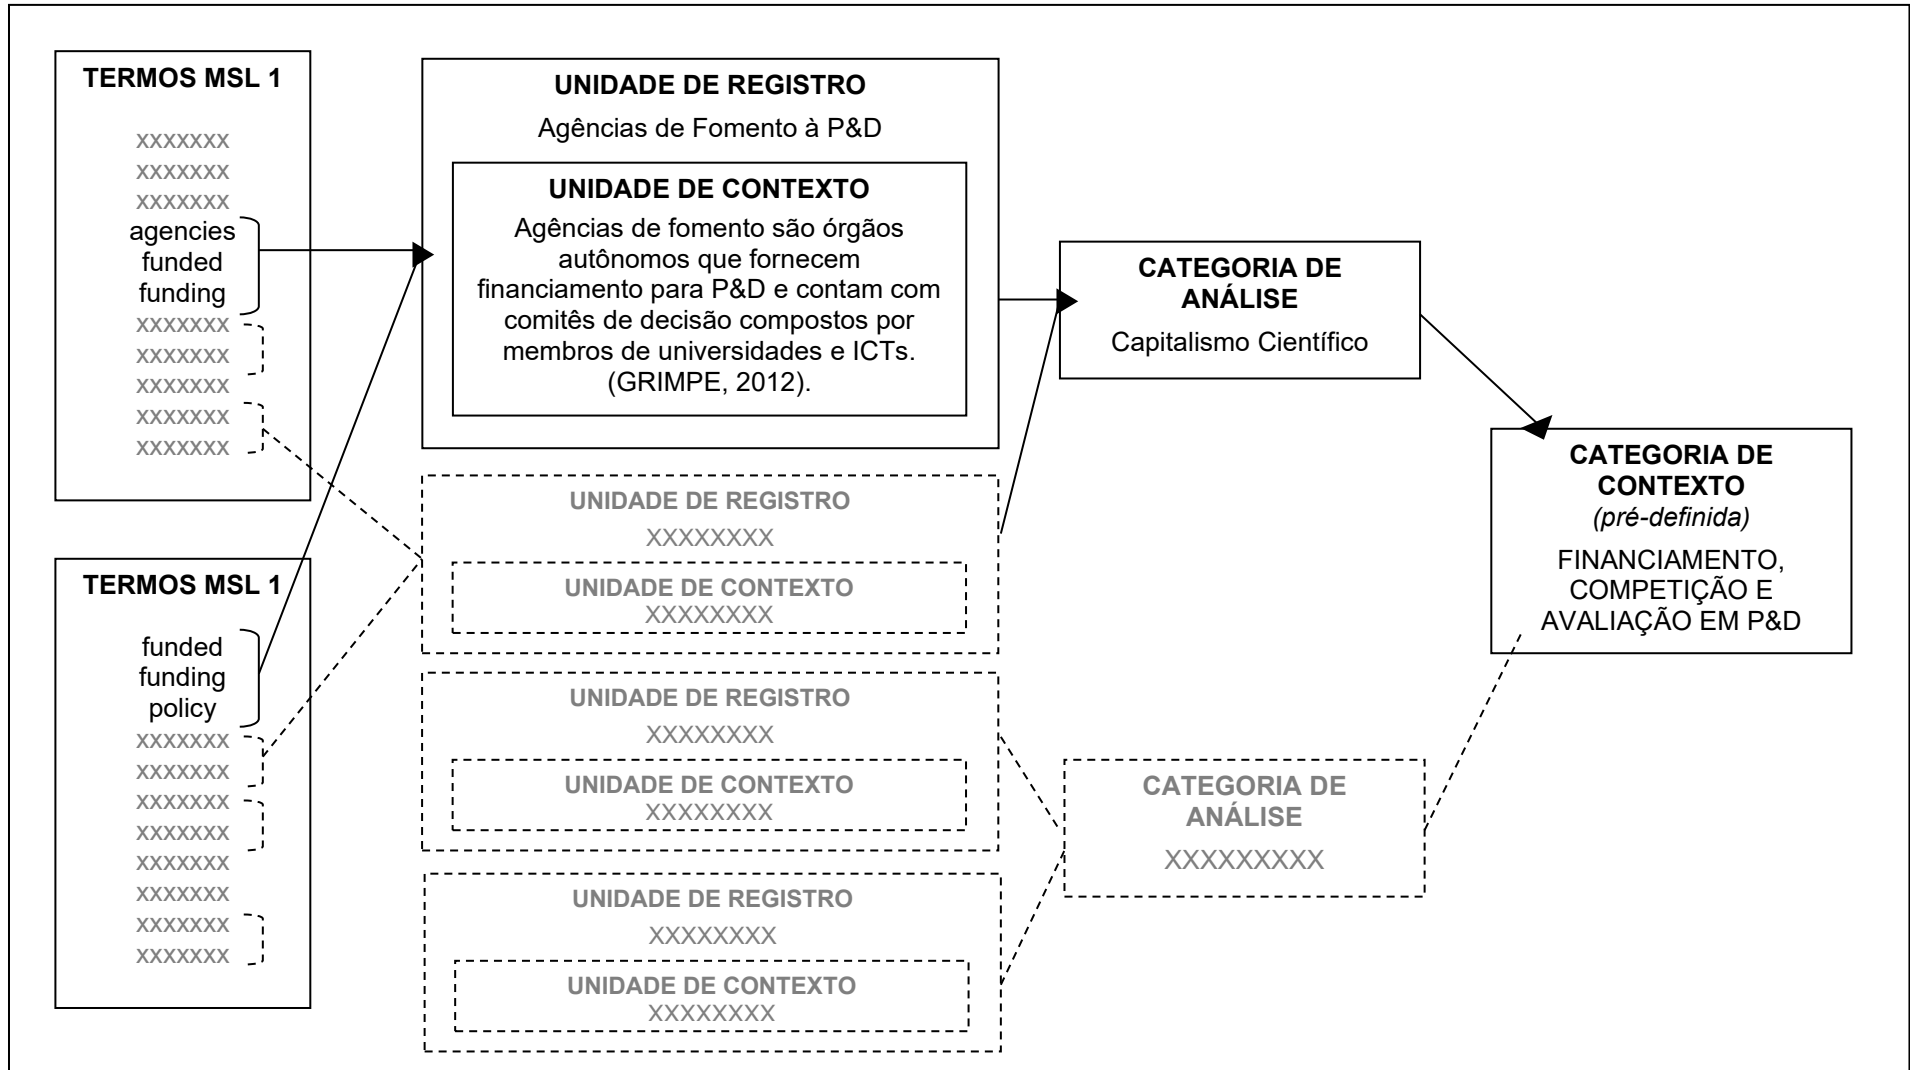 TERMOS MSL 1
xxxxxxx
xxxxxxx
xxxxxxx
agencies
funded
funding
xxxxxxx
xxxxxxx
xxxxxxx
xxxxxxx
xxxxxxx
TERMOS MSL 1
funded
funding
policy
xxxxxxx
xxxxxxx
xxxxxxx
xxxxxxx
xxxxxxx
xxxxxxx
xxxxxxx
xxxxxxx
UNIDADE DE REGISTRO
Agências de Fomento à P&D
UNIDADE DE CONTEXTO
Agências de fomento são órgãos
autônomos que fornecem
financiamento para P&D e contam com
comitês de decisão compostos por
membros de universidades e ICTs.
(GRIMPE, 2012).
UNIDADE DE REGISTRO
XXXXXXXX
UNIDADE DE CONTEXTO
XXXXXXXX
UNIDADE DE REGISTRO
XXXXXXXX
UNIDADE DE CONTEXTO
XXXXXXXX
UNIDADE DE REGISTRO
XXXXXXXX
UNIDADE DE CONTEXTO
XXXXXXXX
CATEGORIA DE
ANÁLISE
Capitalismo Científico
CATEGORIA DE
ANÁLISE
XXXXXXXXX
CATEGORIA DE
CONTEXTO
(pré-definida)
FINANCIAMENTO,
COMPETIÇÃO E
AVALIAÇÃO EM P&D